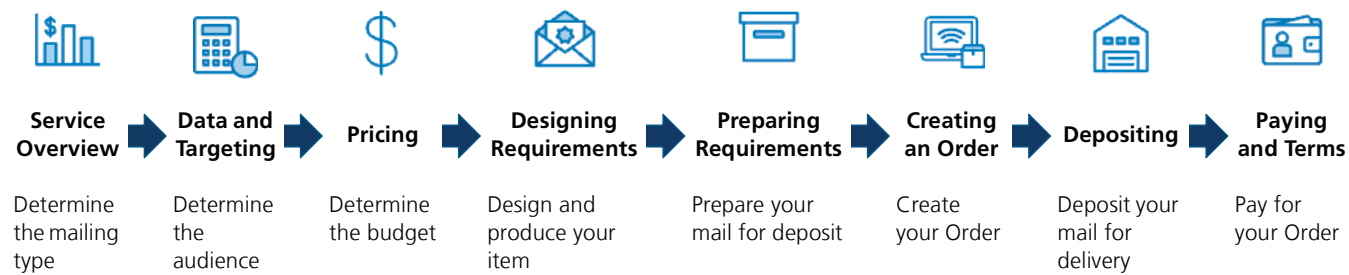 Service
Overview
Data and
Targeting
Pricing
Designing
Requirements
Preparing
Requirements
Creating
an Order
Depositing
Paying
and Terms
Determine
the mailing
type
Determine
the
audience
Determine
the budget
Design and
produce your
item
Prepare your
mail for deposit
Create
your Order
Deposit your
mail for
delivery
Pay for
your Order